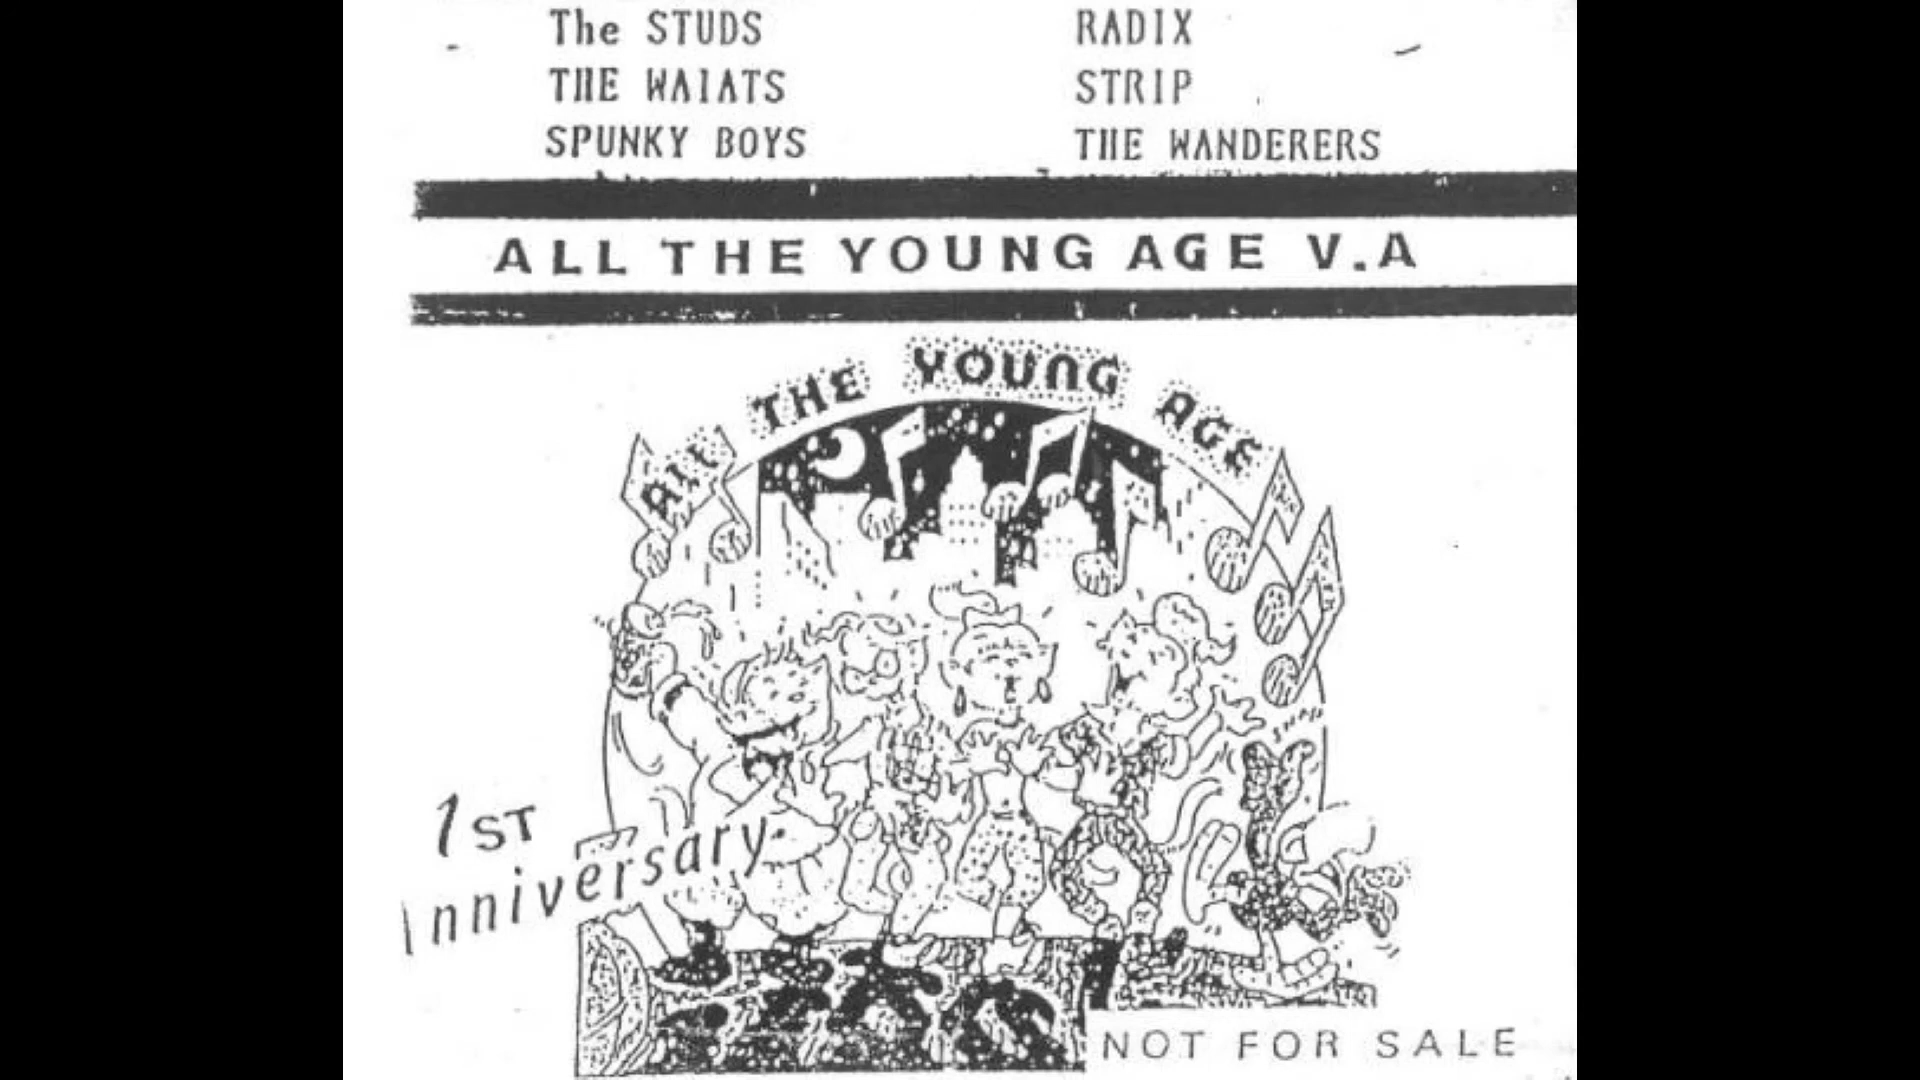 The STUDS RADIX
THE WAIATS STRIP
SPUNKY BOYS THE WANDERERS
ALL THE YOUNG AGE V.A
ALL THE YOUNG AGE
1ST
Anniversary
NOT FOR SALE